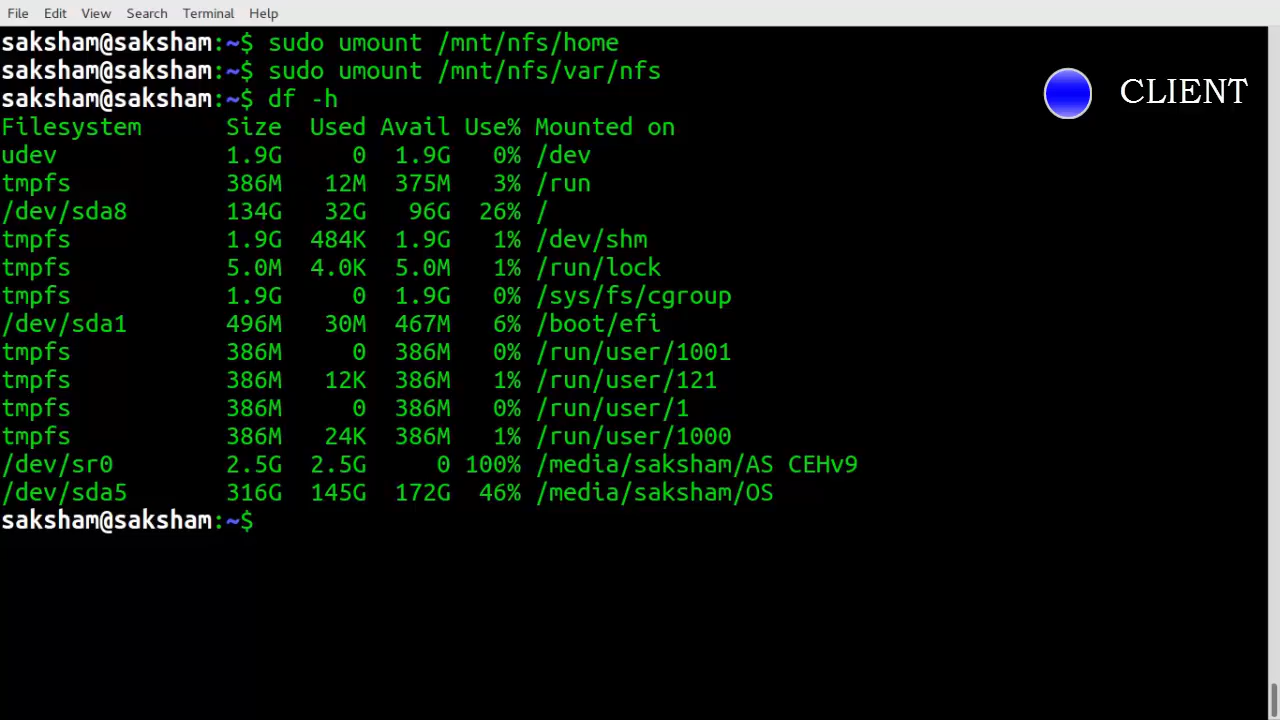 File Edit View Search Terminal Help
saksham@saksham:~$ sudo umount /mnt/nfs/home
saksham@saksham:~$ sudo umount /mnt/nfs/var/nfs
CLIENT
saksham@saksham:~$ df -h
Filesystem Size Used Avail Use% Mounted on
udev 1.9G 0 1.9G 0% /dev
tmpfs 386M 12M 375M 3% /run
/dev/sda8 134G 32G 96G 26% /
tmpfs 1.9G 484K 1.9G 1% /dev/shm
tmpfs 5.0M 4.0K 5.0M 1% /run/lock
tmpfs 1.9G 0 1.9G 0% /sys/fs/cgroup
/dev/sda1 496M 30M 467M 6% /boot/efi
tmpfs 386M 0 386M 0% /run/user/1001
tmpfs 386M 12K 386M 1% /run/user/121
tmpfs 386M 0 386M 0% /run/user/1
tmpfs 386M 24K 386M 1% /run/user/1000
/dev/sr0 2.5G 2.5G 0 100% /media/saksham/AS CEHv9
/dev/sda5 316G 145G 172G 46% /media/saksham/OS
saksham@saksham:~$